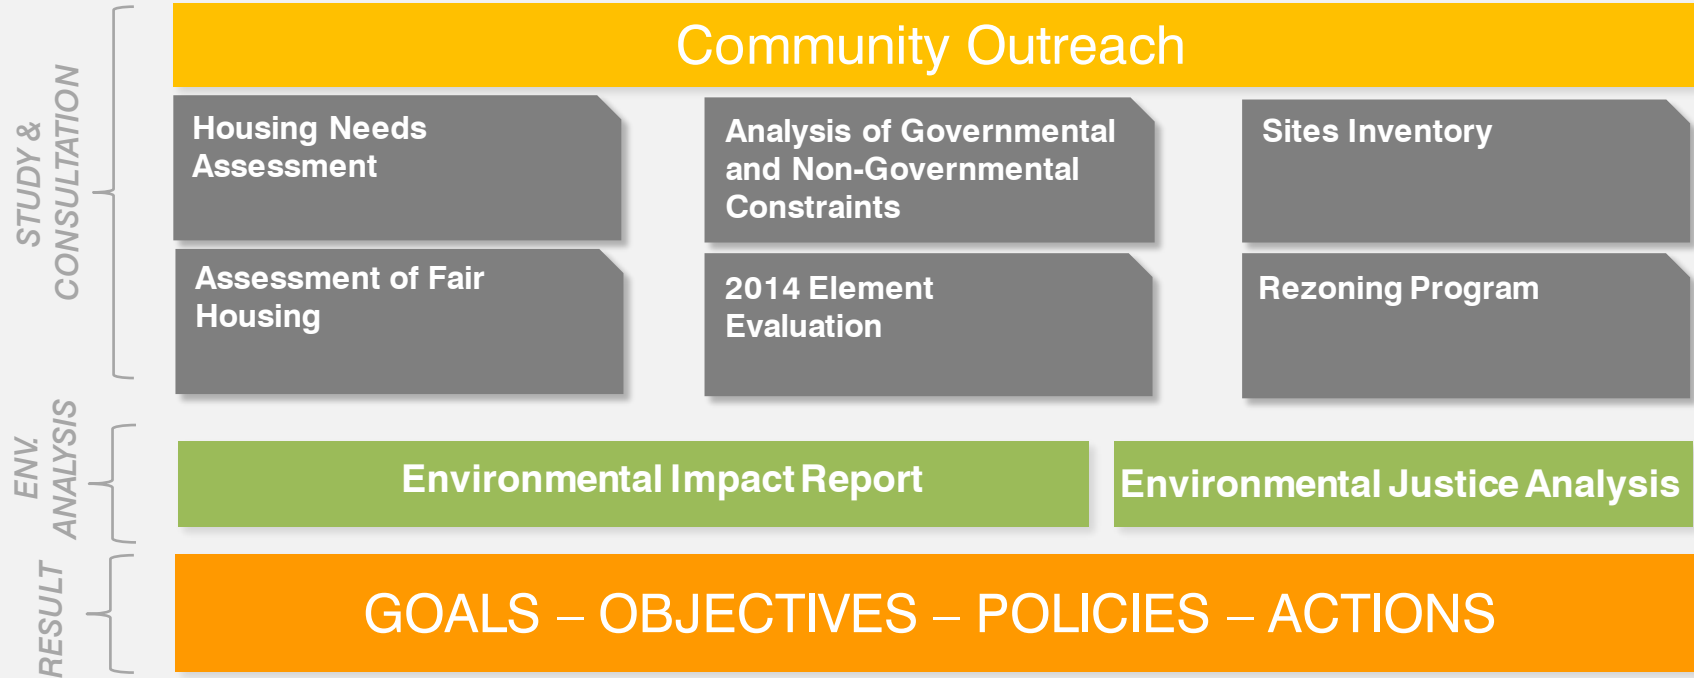 STUDY &
CONSULTATION
Community Outreach
Housing Needs
Assessment
Analysis of Governmental
and Non-Governmental
Constraints
Sites Inventory
Assessment of Fair
Housing
2014 Element
Evaluation
Rezoning Program
ENV.
ANALYSIS
Environmental Impact Report
Environmental Justice Analysis
RESULT
GOALS – OBJECTIVES – POLICIES – ACTIONS